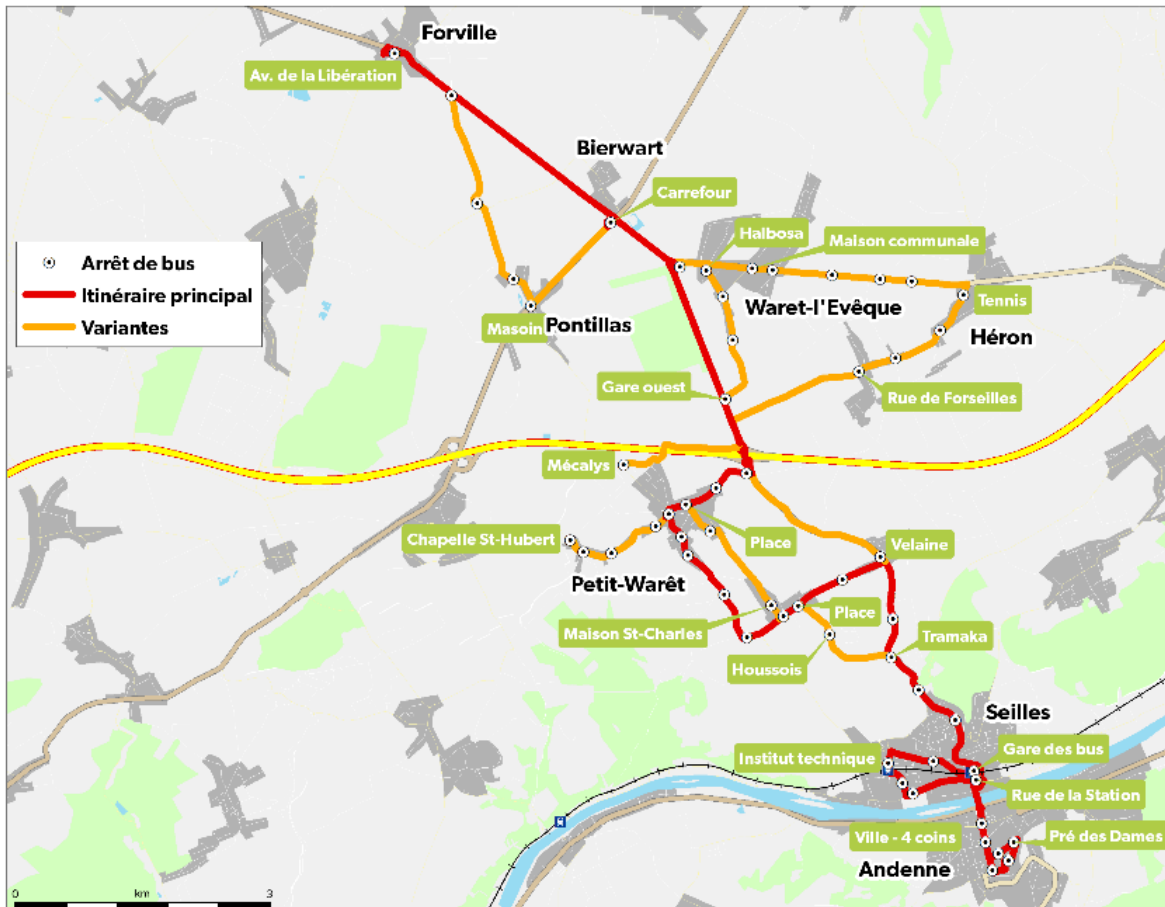 Forville
Av. de la Libération
Bierwart
Carrefour
Halbosa
Maison communale
Arrêt de bus
Itinéraire principal
Variantes
Waret-l'Evêque
Tennis
Masoin
Pontillas
Héron
Gare ouest
Rue de Forseilles
Mécalys
Chapelle St-Hubert
Place
Velaine
Petit-Warêt
Place
Maison St-Charles
Tramaka
Houssois
Seilles
Institut technique
Gare des bus
Rue de la Station
Ville - 4 coins
Pré des Dames
Andenne
0 km 3